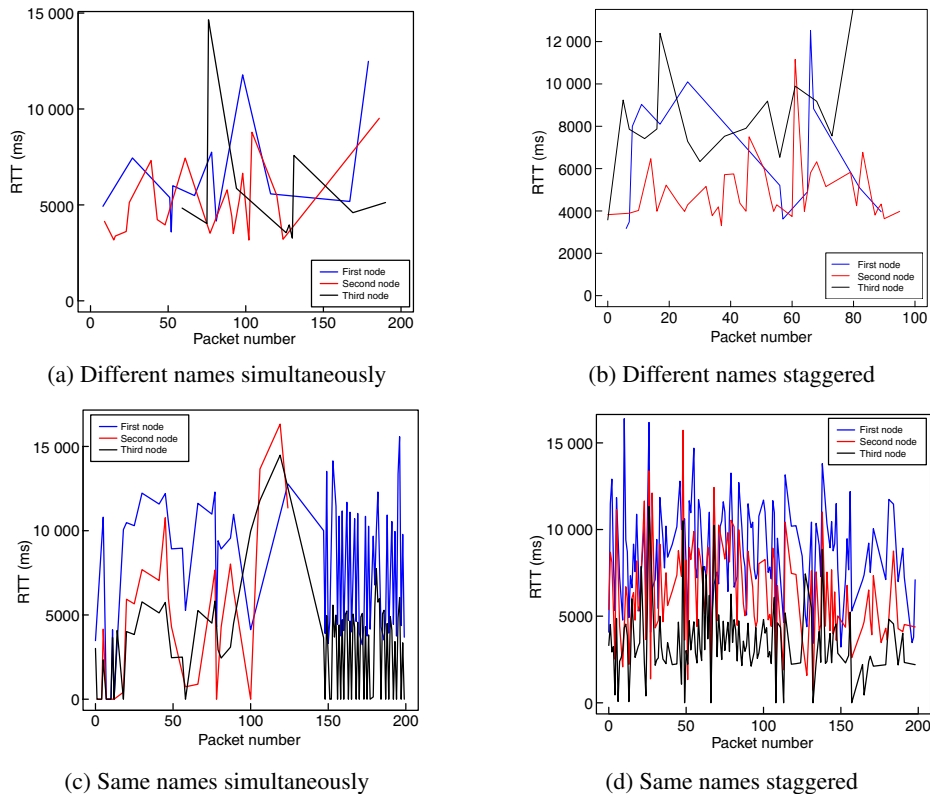 15 000
10 000
5000
0
RTT (ms)
First node
Second node
Third node
0 50 100 150 200
Packet number
(a) Different names simultaneously
12 000
10 000
8000
6000
4000
2000
0
RTT (ms)
First node
Second node
Third node
0 20 40 60 80 100
Packet number
(b) Different names staggered
First node
Second node
Third node
15 000
10 000
5000
0
RTT (ms)
0 50 100 150 200
Packet number
(c) Same names simultaneously
First node
Second node
Third node
15 000
10 000
5000
0
RTT (ms)
0 50 100 150 200
Packet number
(d) Same names staggered